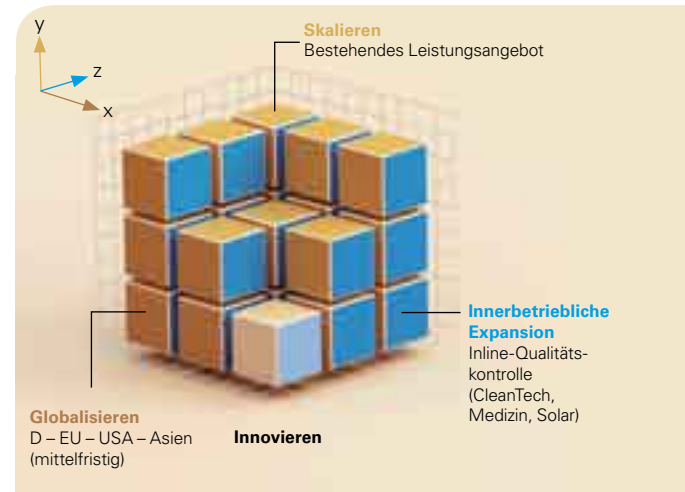 y
z
x
Skalieren
Bestehendes Leistungsangebot
Innerbetriebliche
Expansion
Inline-Qualitäts-
kontrolle
(CleanTech,
Medizin, Solar)
Globalisieren
D – EU – USA – Asien
(mittelfristig)
Innovieren